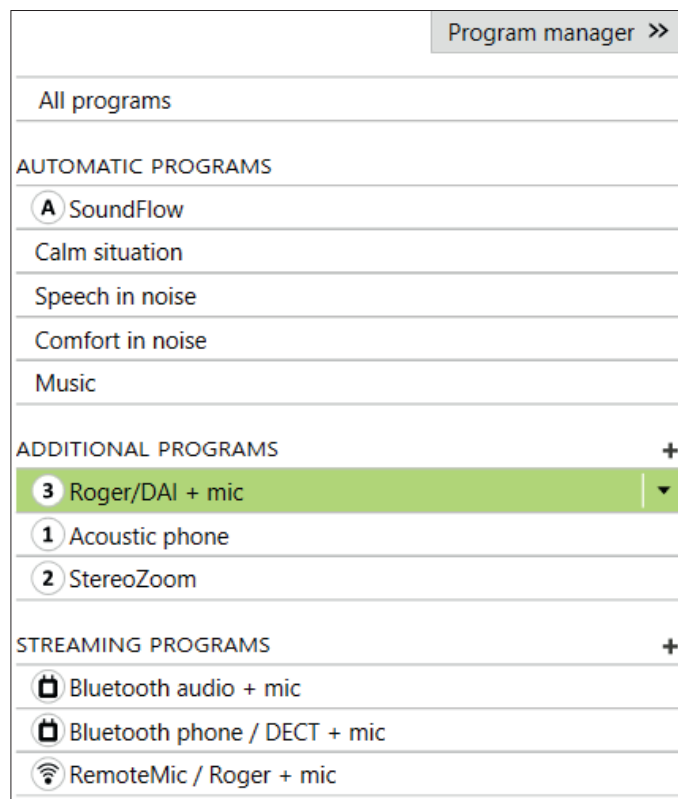 Program manager »
All programs
AUTOMATIC PROGRAMS
A SoundFlow
Calm situation
Speech in noise
Comfort in noise
Music
ADDITIONAL PROGRAMS +
3 Roger/DAI + mic
1 Acoustic phone
2 StereoZoom
STREAMING PROGRAMS +
Bluetooth audio + mic
Bluetooth phone / DECT + mic
RemoteMic / Roger + mic